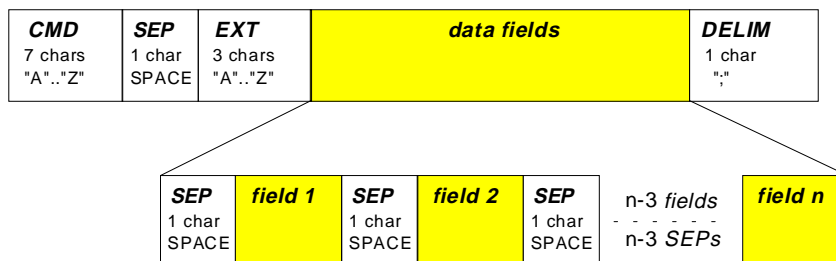 CMD SEP EXT data fields DELIM
7 chars 1 char 3 chars 1 char
"A".."Z" SPACE "A".."Z" ";"
SEP field 1 SEP field 2 SEP n-3 fields field n
1 char 1 char 1 char
SPACE SPACE SPACE n-3 SEPs